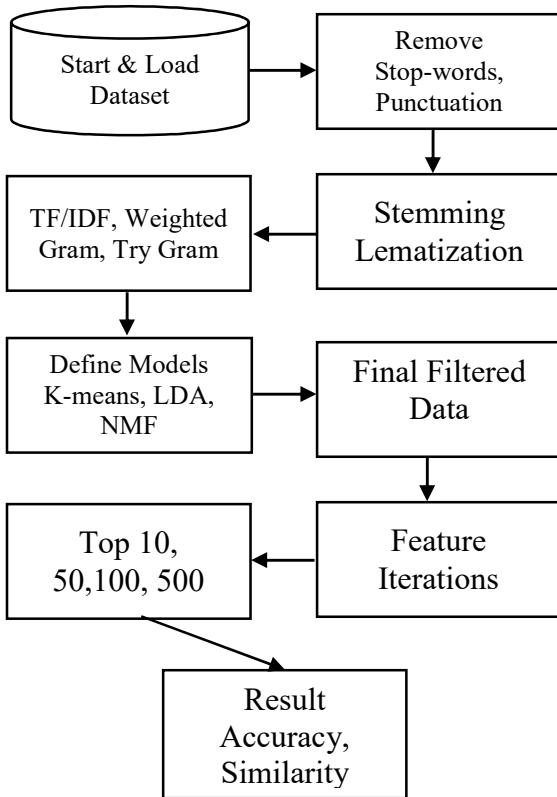 Start & Load
Dataset
Remove
Stop-words,
Punctuation
Stemming
Lematization
TF/IDF, Weighted
Gram, Try Gram
Define Models
K-means, LDA,
NMF
Final Filtered
Data
Feature
Iterations
Top 10,
50,100, 500
Result
Accuracy,
Similarity